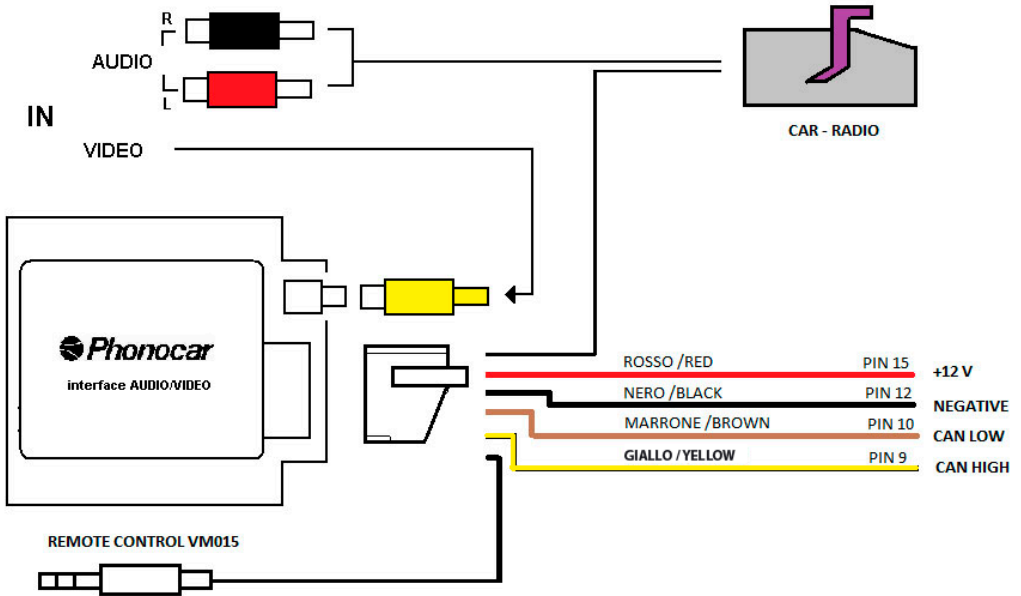 R
AUDIO
L
IN
VIDEO
CAR - RADIO
Phonocar
interface AUDIO/VIDEO
ROSSO /RED PIN 15 +12 V
NERO /BLACK PIN 12 NEGATIVE
MARRONE /BROWN PIN 10 CAN LOW
GIALLO / YELLOW PIN 9 CAN HIGH
REMOTE CONTROL VM015